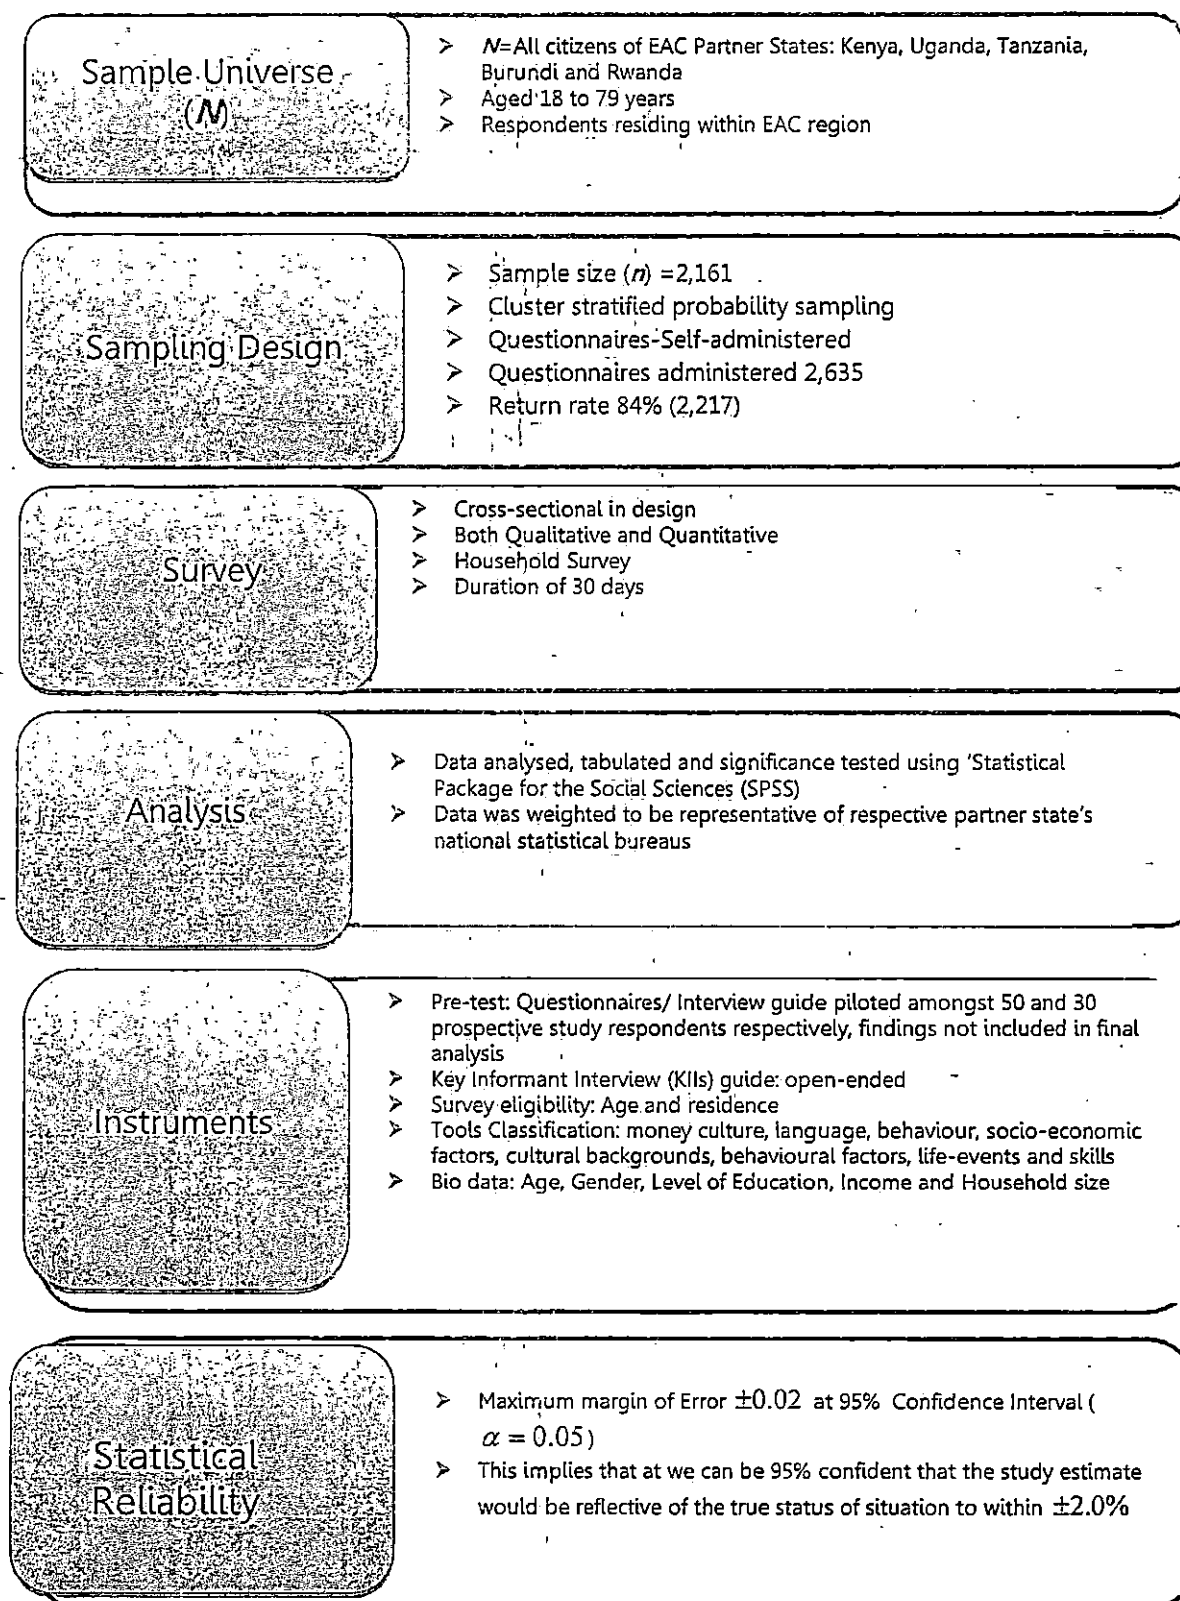 Sample Universe
(N)
➢ N=All citizens of EAC Partner States: Kenya, Uganda, Tanzania,
Burundi and Rwanda
➢ Aged 18 to 79 years
➢ Respondents residing within EAC region
Sampling Design
➢ Sample size (n) =2,161
➢ Cluster stratified probability sampling
➢ Questionnaires-Self-administered
➢ Questionnaires administered 2,635
➢ Return rate 84% (2,217)
Survey
➢ Cross-sectional in design
➢ Both Qualitative and Quantitative
➢ Household Survey
➢ Duration of 30 days
Analysis
➢ Data analysed, tabulated and significance tested using 'Statistical
Package for the Social Sciences (SPSS)
➢ Data was weighted to be representative of respective partner state's
national statistical bureaus
Instruments
➢ Pre-test: Questionnaires/ Interview guide piloted amongst 50 and 30
prospective study respondents respectively, findings not included in final
analysis
➢ Key Informant Interview (KIIs) guide: open-ended
➢ Survey eligibility: Age and residence
➢ Tools Classification: money culture, language, behaviour, socio-economic
factors, cultural backgrounds, behavioural factors, life-events and skills
➢ Bio data: Age, Gender, Level of Education, Income and Household size
Statistical
Reliability
➢ Maximum margin of Error ±0.02 at 95% Confidence Interval (
α = 0.05)
➢ This implies that at we can be 95% confident that the study estimate
would be reflective of the true status of situation to within ±2.0%